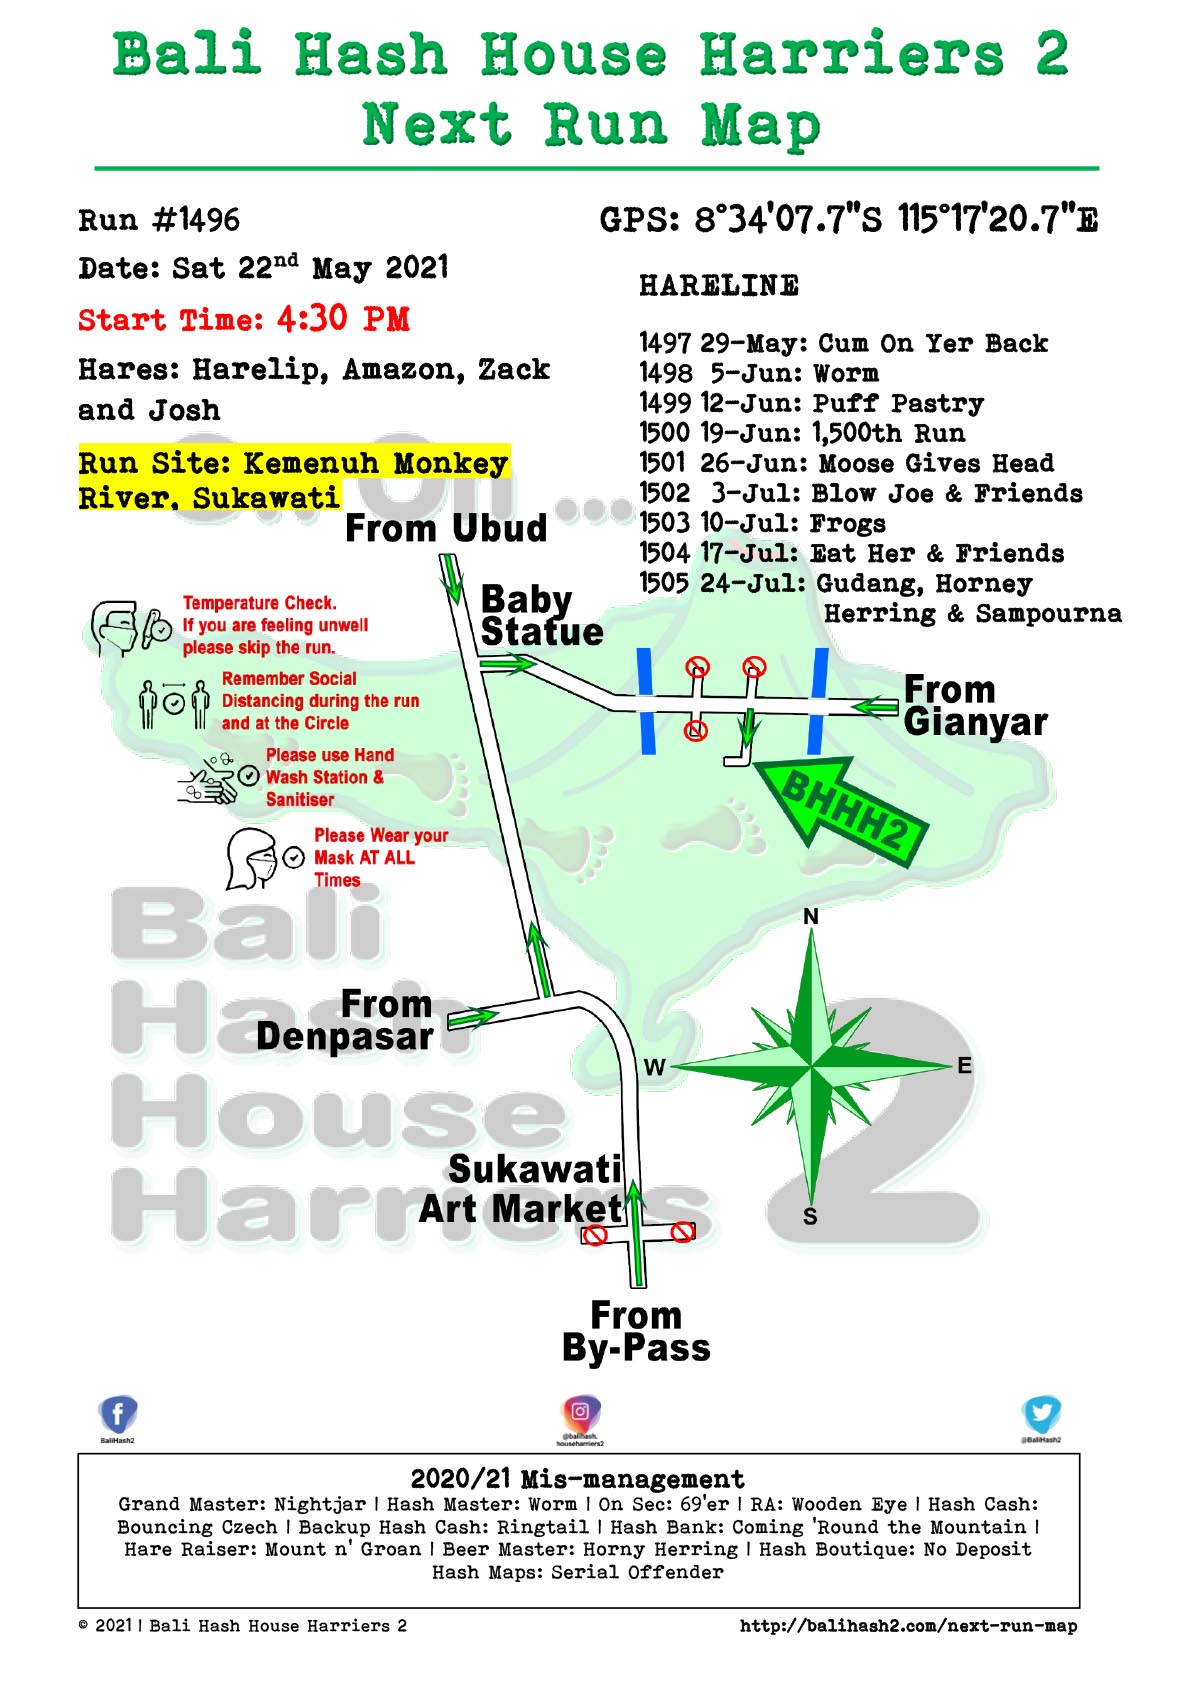 Bali Hash House Harriers 2
Next Run Map
Run #1496
GPS: 8°34'07.7"S 115°17'20.7"E
Date: Sat 22nd May 2021
Start Time: 4:30 PM
Hares: Harelip, Amazon, Zack
and Josh
Run Site: Kemenuh Monkey
River, Sukawati
HARELINE
1497 29-May: Cum On Yer Back
1498 5-Jun: Worm
1499 12-Jun: Puff Pastry
1500 19-Jun: 1,500th Run
1501 26-Jun: Moose Gives Head
1502 3-Jul: Blow Joe & Friends
1503 10-Jul: Frogs
1504 17-Jul: Eat Her & Friends
1505 24-Jul: Gudang, Horney
Herring & Sampourna
On ...
From Ubud
Baby
Statue
Temperature Check.
If you are feeling unwell
please skip the run.
Remember Social
Distancing during the run
and at the Circle
Please use Hand
Wash Station &
Sanitiser
Please Wear your
Mask AT ALL
Times
From
Gianyar
BHHH2
Bali
Hash
House
Harriers 2
From
Denpasar
N
W
E
S
Sukawati
Art Market
From
By-Pass
BaliHash2
@balihash.
househarriers2
@BaliHash2
2020/21 Mis-management
Grand Master: Nightjar | Hash Master: Worm | On Sec: 69'er | RA: Wooden Eye | Hash Cash:
Bouncing Czech | Backup Hash Cash: Ringtail | Hash Bank: Coming 'Round the Mountain |
Hare Raiser: Mount n' Groan | Beer Master: Horny Herring | Hash Boutique: No Deposit
Hash Maps: Serial Offender
© 2021 | Bali Hash House Harriers 2
http://balihash2.com/next-run-map